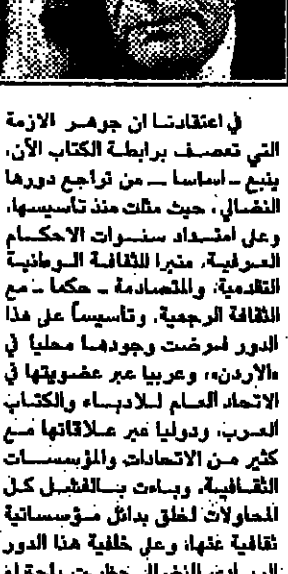 في اعتقادنا ان جوهر الازمة
التي تعصف برابطة الكتاب الآن،
ينبع ـ اساسا ـ من تراجع دورها
النضالي، حيث مثلت منذ تأسيسها،
وعلى امتداد سنوات الاحكام
العرفية، منبرا للثقافة الوطنية
التقدمية، والمتصادمة ـ حكما ـ مع
الثقافة الرجعية، وتأسيساً على هذا
الدور فرضت وجودها محليا في
«الاردن»، وعربيا عبر عضويتها في
الاتحاد العام للادباء والكتاب
العرب، ودوليا عبر علاقاتها مع
كثير من الاتحادات والمؤسسات
الثقافية، وباءت بالفشل كل
المحاولات لخلق بدائل مؤسساتية
ثقافية عنها، وعلى خلفية هذا الدور
النضالي حظيت